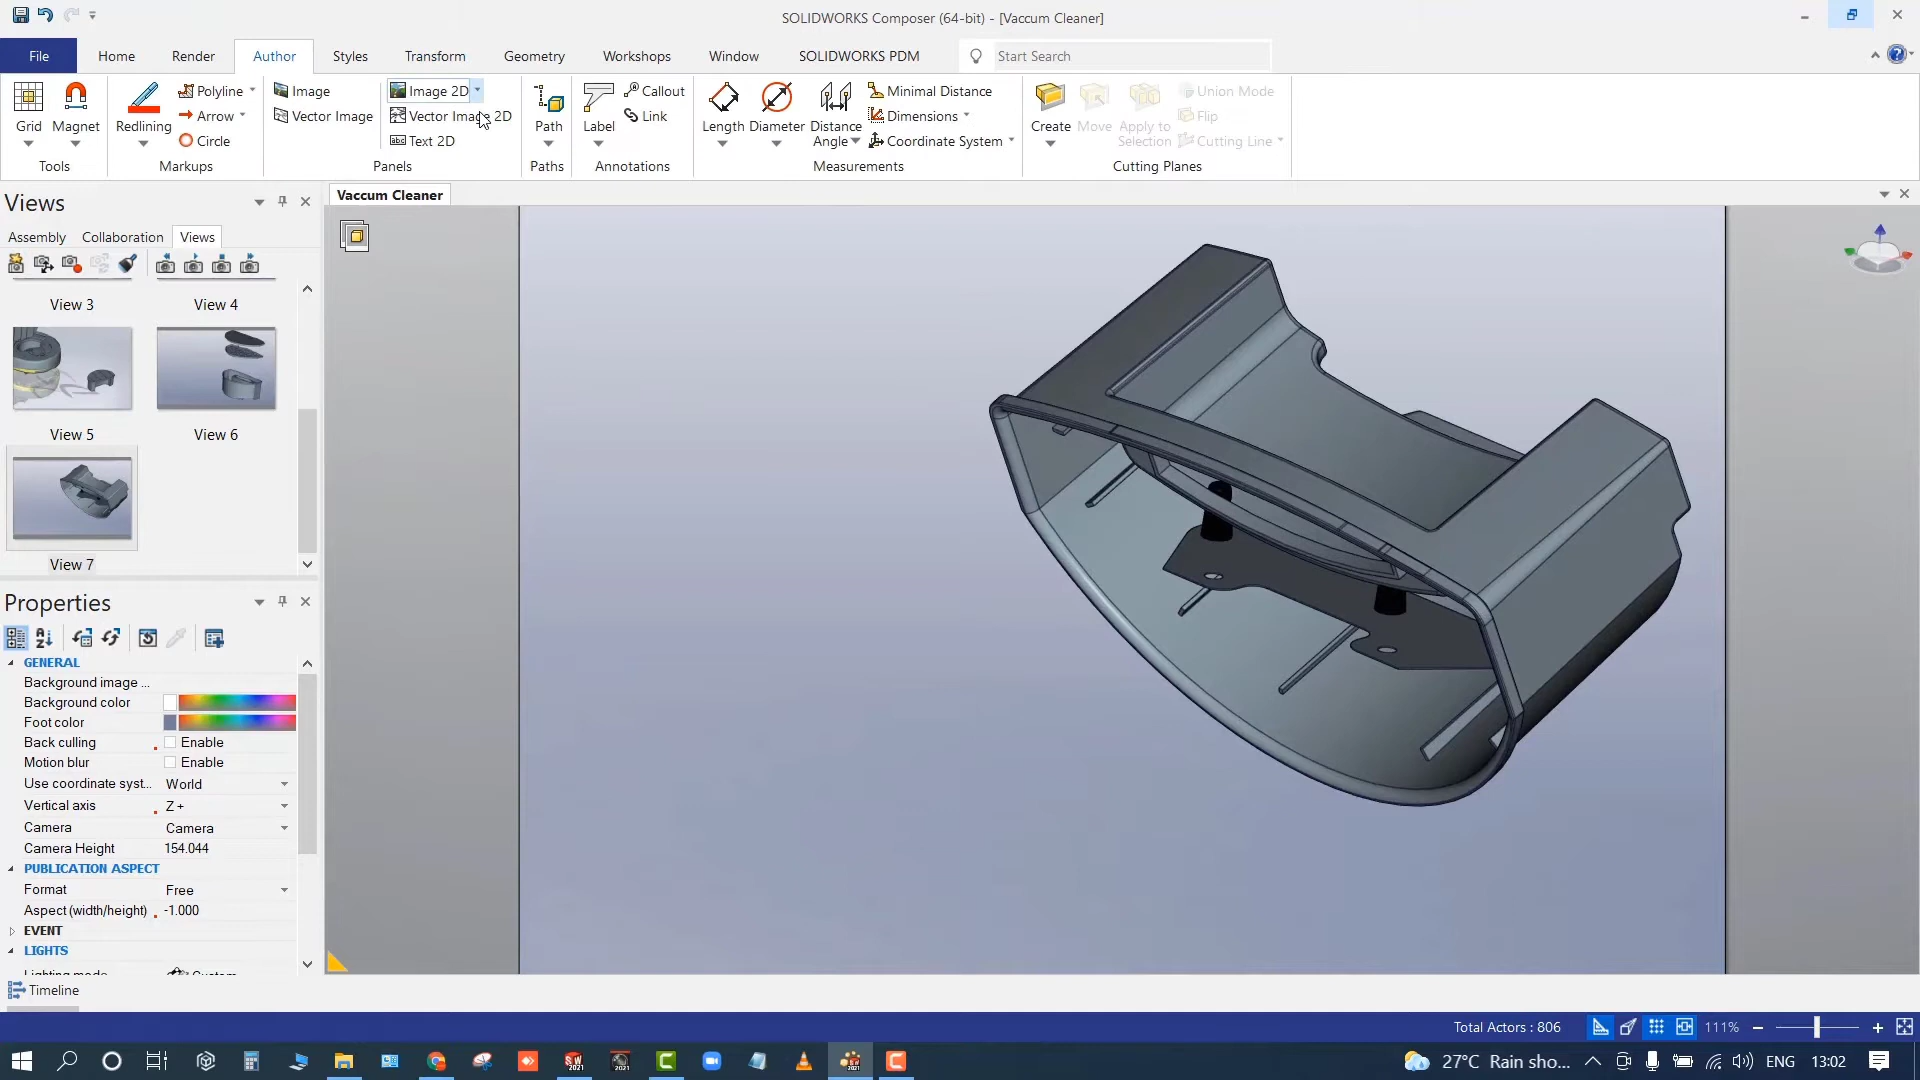 SOLIDWORKS Composer (64-bit) - [Vaccum Cleaner]
File Home Render Author Styles Transform Geometry Workshops Window SOLIDWORKS PDM Start Search
Grid Magnet Tools
Redlining Polyline Arrow Circle Markups
Image Vector Image Image 2D Vector Image 2D Text 2D Panels
Path Paths
Label Callout Link Annotations
Length Diameter Distance Angle Minimal Distance Dimensions Coordinate System Measurements
Create Move Apply to Selection Union Mode Flip Cutting Line Cutting Planes
Views
Vaccum Cleaner
Assembly Collaboration Views
View 3 View 4
View 5 View 6
View 7
Properties
GENERAL
Background image ...
Background color
Foot color
Back culling Enable
Motion blur Enable
Use coordinate syst... World
Vertical axis Z +
Camera Camera
Camera Height 154.044
PUBLICATION ASPECT
Format Free
Aspect (width/height) -1.000
EVENT
LIGHTS
Lighting mode Custom
Timeline
Total Actors : 806 111%
27°C Rain sho... ENG 13:02